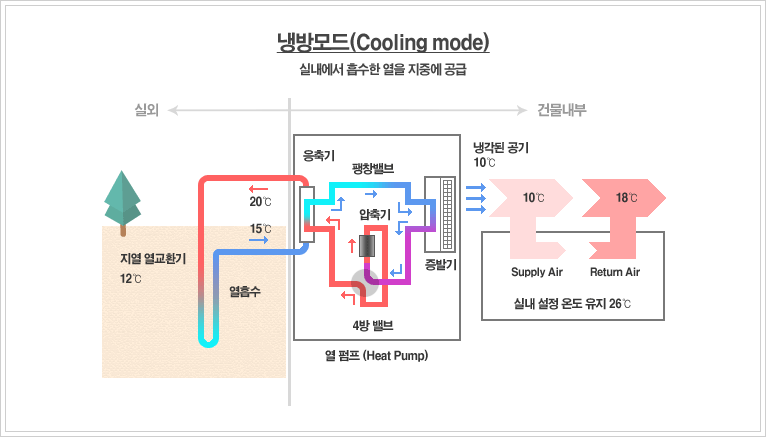 냉방모드(Cooling mode)
실내에서 흡수한 열을 지중에 공급
실외
건물내부
응축기
팽창밸브
냉각된 공기
10℃
20℃
압축기
10℃
18℃
15℃
지열 열교환기
12℃
증발기
열흡수
Supply Air
Return Air
실내 설정 온도 유지 26℃
4방 밸브
열 펌프 (Heat Pump)